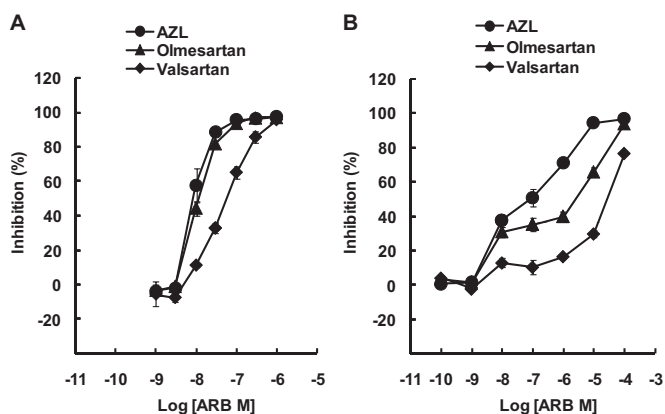 A
AZL
Olmesartan
Valsartan
120
100
80
60
40
20
0
-20
Inhibition (%)
-11 -10 -9 -8 -7 -6 -5
Log [ARB M]
B
AZL
Olmesartan
Valsartan
120
100
80
60
40
20
0
-20
Inhibition (%)
-11 -10 -9 -8 -7 -6 -5 -4 -3
Log [ARB M]